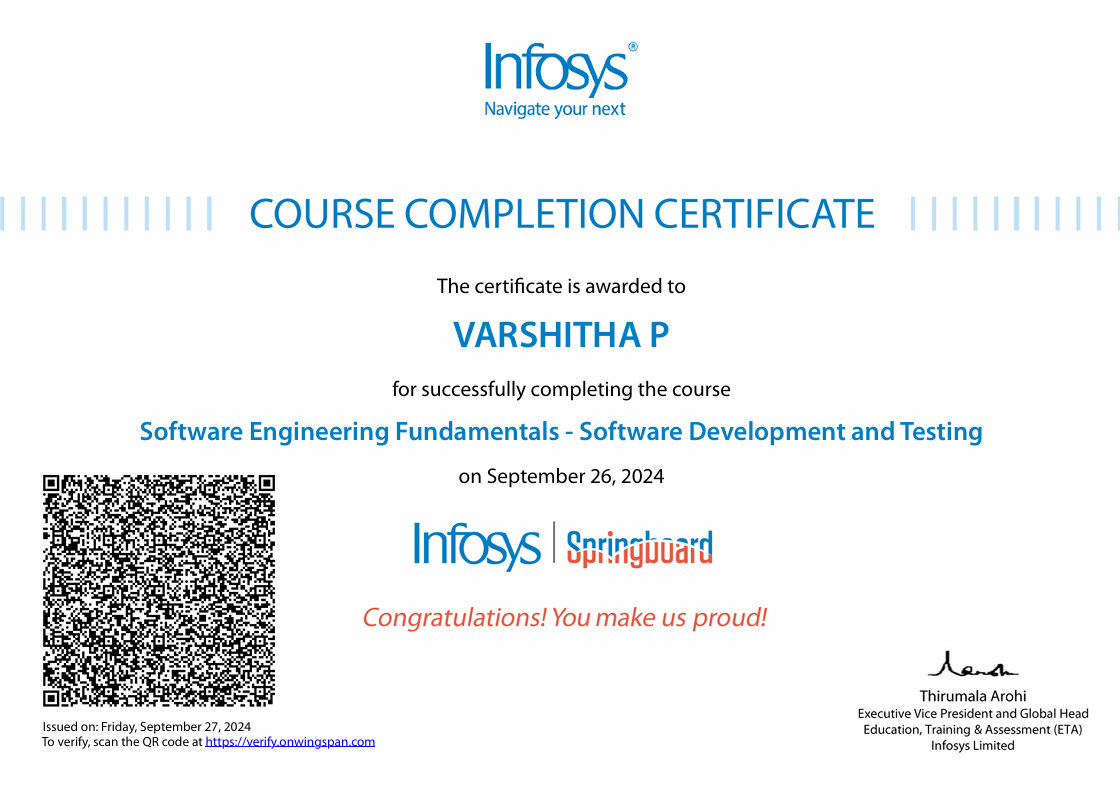 Infosys®
Navigate your next
COURSE COMPLETION CERTIFICATE
The certificate is awarded to
VARSHITHA P
for successfully completing the course
Software Engineering Fundamentals - Software Development and Testing
on September 26, 2024
Infosys | Springboard
Congratulations! You make us proud!
Issued on: Friday, September 27, 2024
To verify, scan the QR code at https://verify.onwingspan.com
Thirumala Arohi
Executive Vice President and Global Head
Education, Training & Assessment (ETA)
Infosys Limited